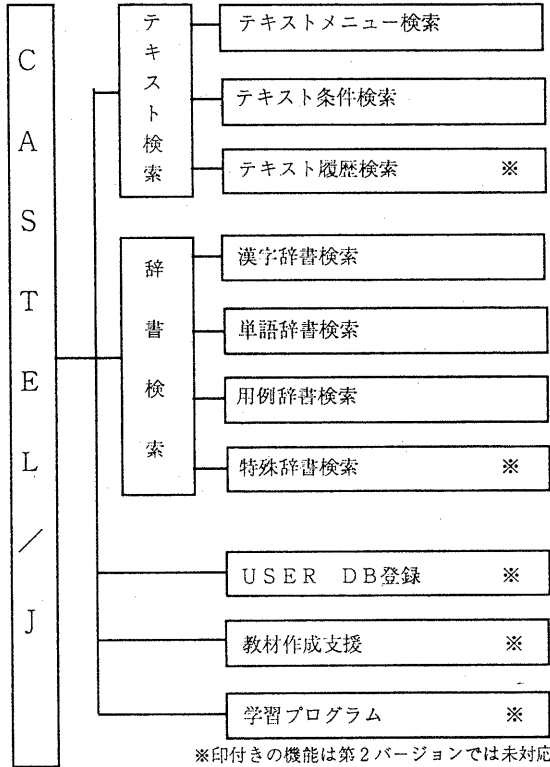 CASTEL/J
テキスト検索
テキストメニュー検索
テキスト条件検索
テキスト履歴検索 ※
辞書検索
漢字辞書検索
単語辞書検索
用例辞書検索
特殊辞書検索 ※
USER DB登録 ※
教材作成支援 ※
学習プログラム ※
※印付きの機能は第2バージョンでは未対応